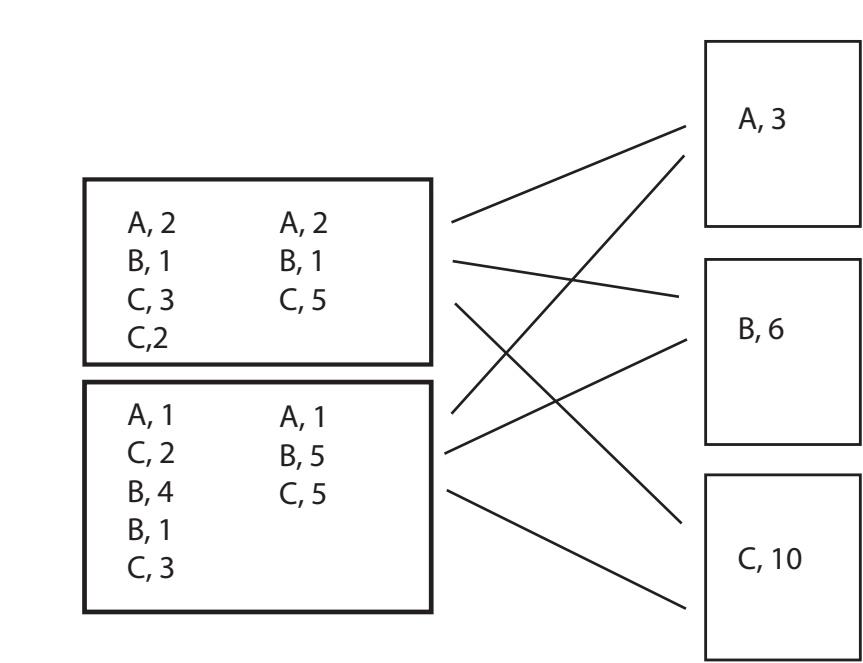 A, 2
B, 1
C, 3
C,2
A, 2
B, 1
C, 5
A, 1
C, 2
B, 4
B, 1
C, 3
A, 1
B, 5
C, 5
A, 3
B, 6
C, 10